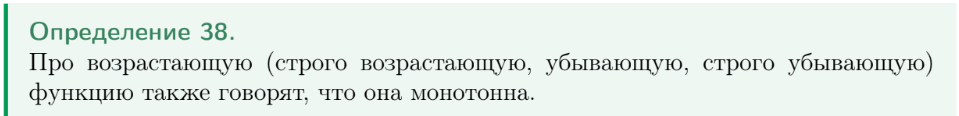 Определение 38.
Про возрастающую (строго возрастающую, убывающую, строго убывающую)
функцию также говорят, что она монотонна.